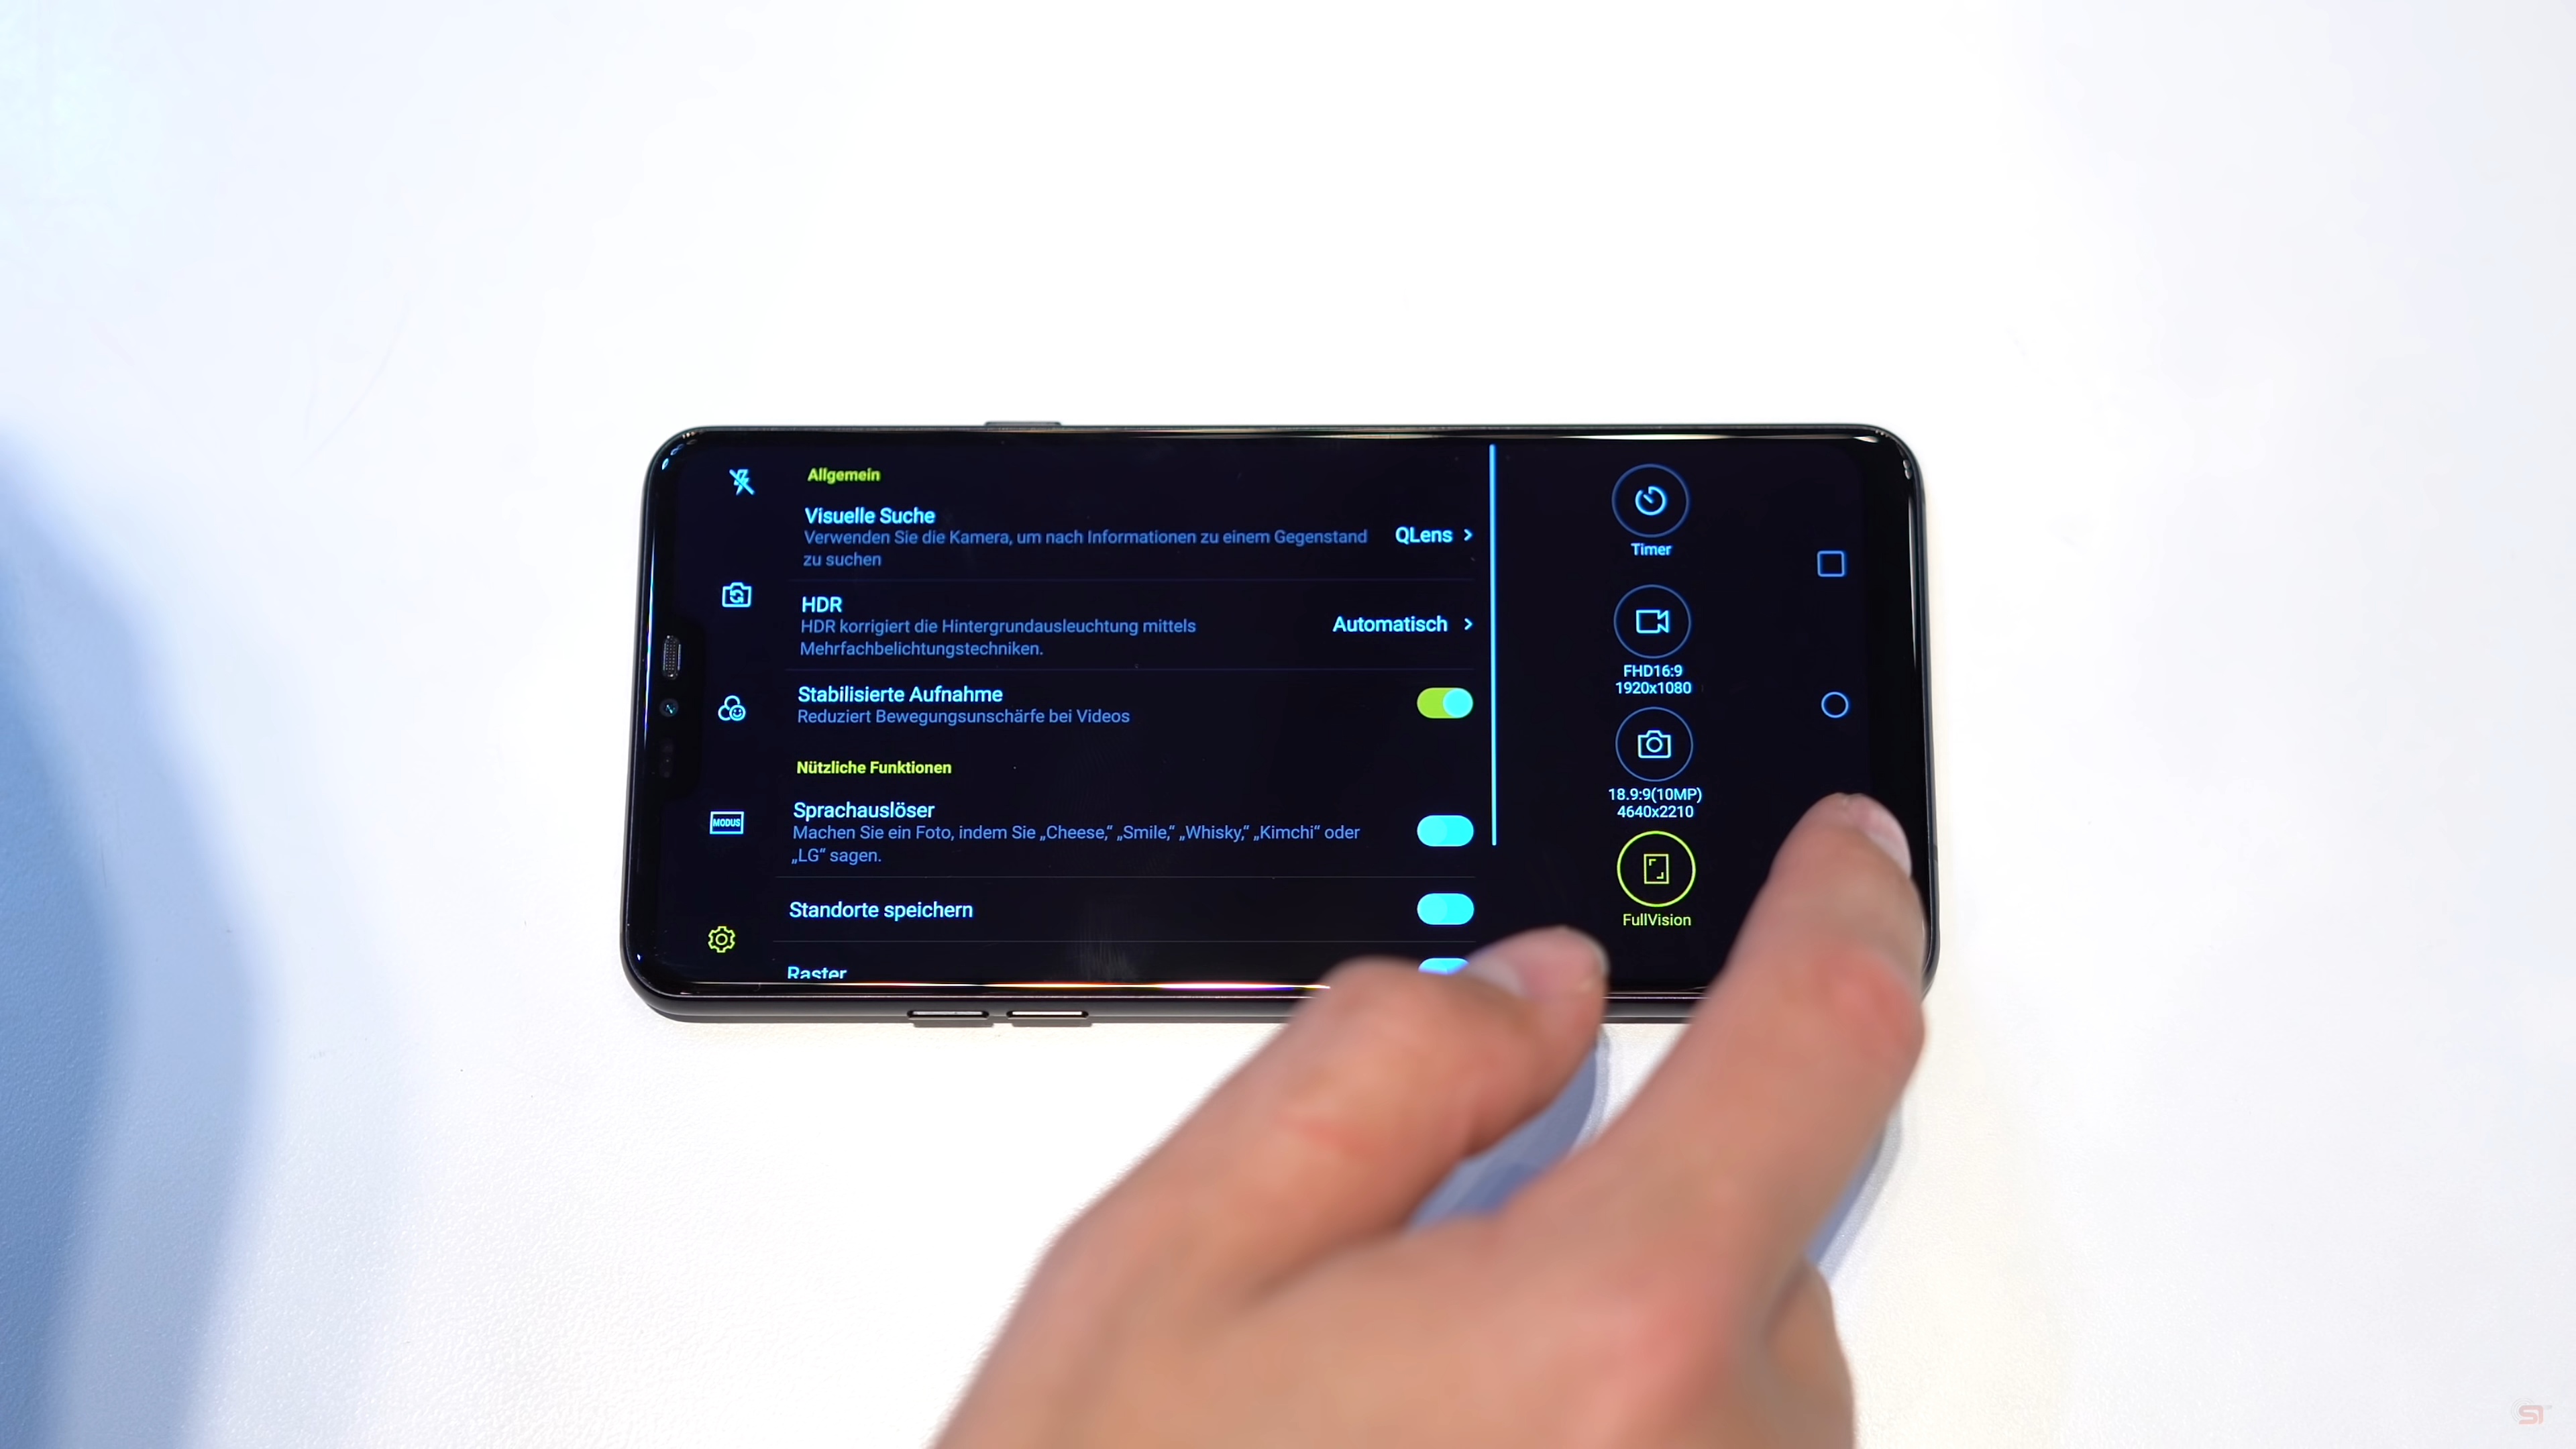 Allgemein
Visuelle Suche
Verwenden Sie die Kamera, um nach Informationen zu einem Gegenstand
zu suchen
QLens
HDR
HDR korrigiert die Hintergrundausleuchtung mittels
Mehrfachbelichtungstechniken.
Automatisch
Stabilisierte Aufnahme
Reduziert Bewegungsunschärfe bei Videos
Nützliche Funktionen
Sprachauslöser
Machen Sie ein Foto, indem Sie „Cheese,“ „Smile,“ „Whisky,“ „Kimchi“ oder
„LG“ sagen.
Standorte speichern
Raster
MODUS
Timer
FHD16:9
1920x1080
18.9:9(10MP)
4640x2210
FullVision
ST